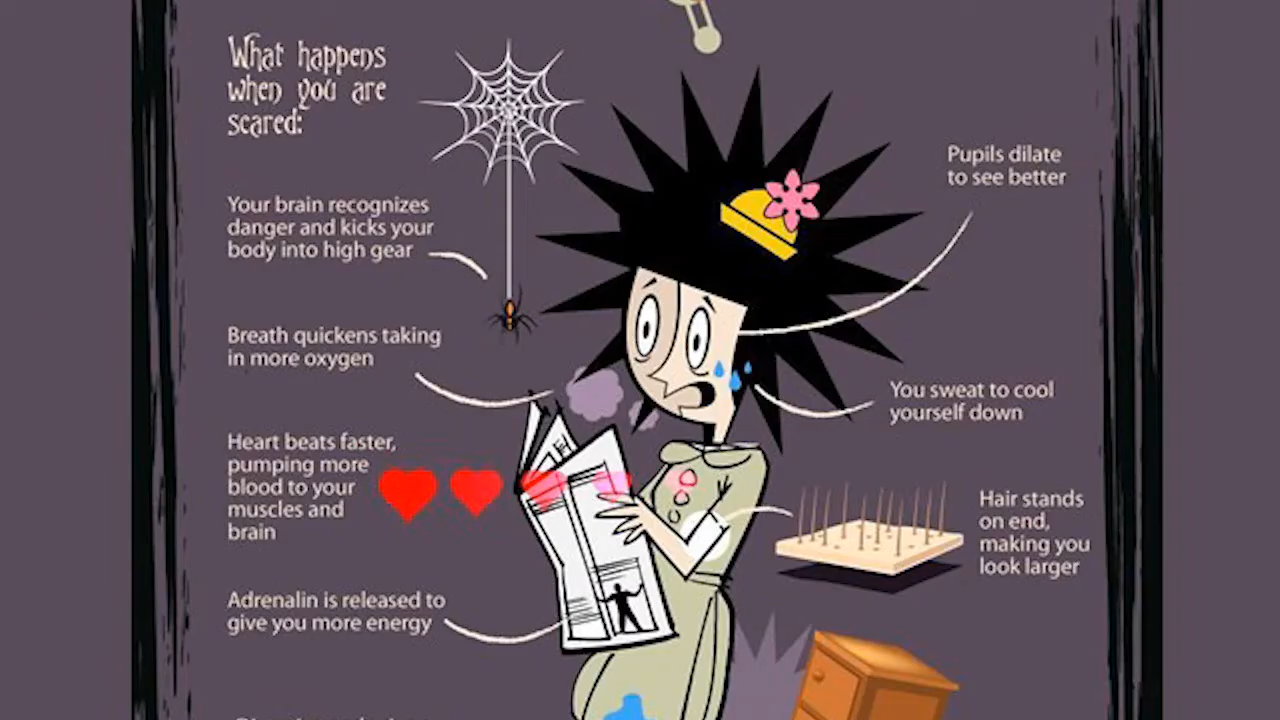 What happens
when you are
scared:
Your brain recognizes
danger and kicks your
body into high gear
Breath quickens taking
in more oxygen
Heart beats faster,
pumping more
blood to your
muscles and
brain
Adrenalin is released to
give you more energy
Pupils dilate
to see better
You sweat to cool
yourself down
Hair stands
on end,
making you
look larger